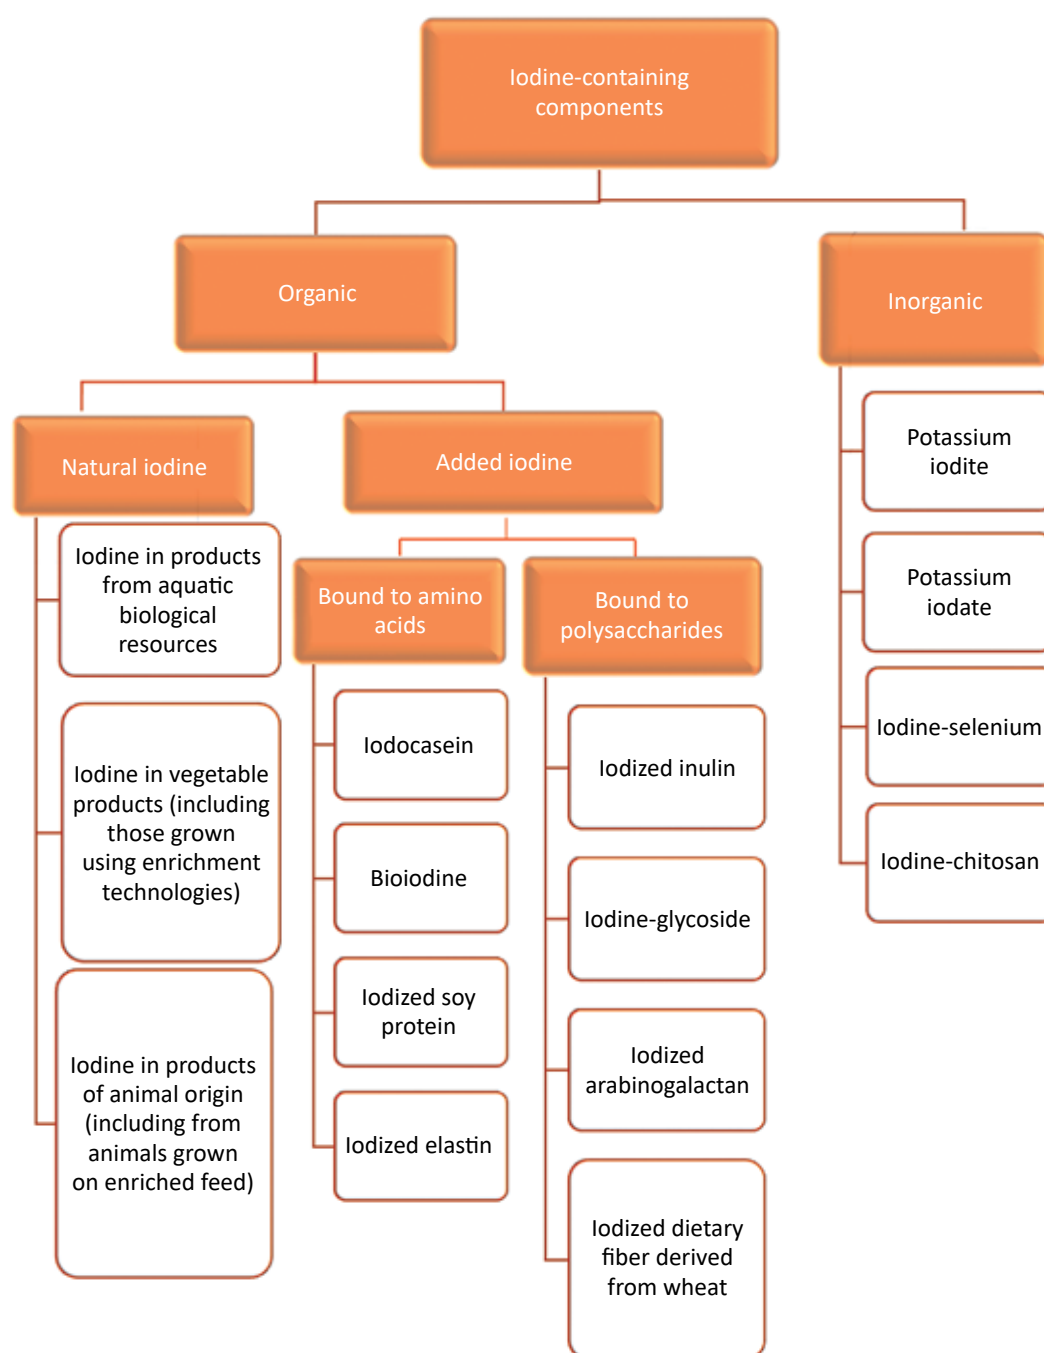 Iodine-containing
components
Organic
Inorganic
Natural iodine
Added iodine
Iodine in products
from aquatic
biological
resources
Iodine in vegetable
products (including
those grown
using enrichment
technologies)
Iodine in products
of animal origin
(including from
animals grown
on enriched feed)
Bound to amino
acids
Iodocasein
Bioiodine
Iodized soy
protein
Iodized elastin
Bound to
polysaccharides
Iodized inulin
Iodine-glycoside
Iodized
arabinogalactan
Iodized dietary
fiber derived
from wheat
Potassium
iodite
Potassium
iodate
Iodine-selenium
Iodine-chitosan